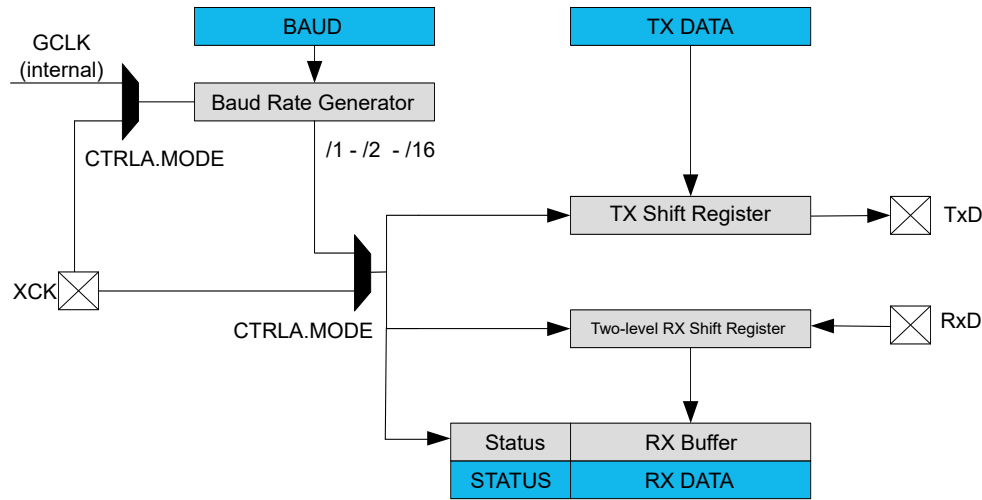 BAUD
TX DATA
GCLK
(internal)
Baud Rate Generator
CTRLA.MODE
/1 - /2 - /16
TX Shift Register
TxD
XCK
CTRLA.MODE
Two-level RX Shift Register
RxD
Status
RX Buffer
STATUS
RX DATA